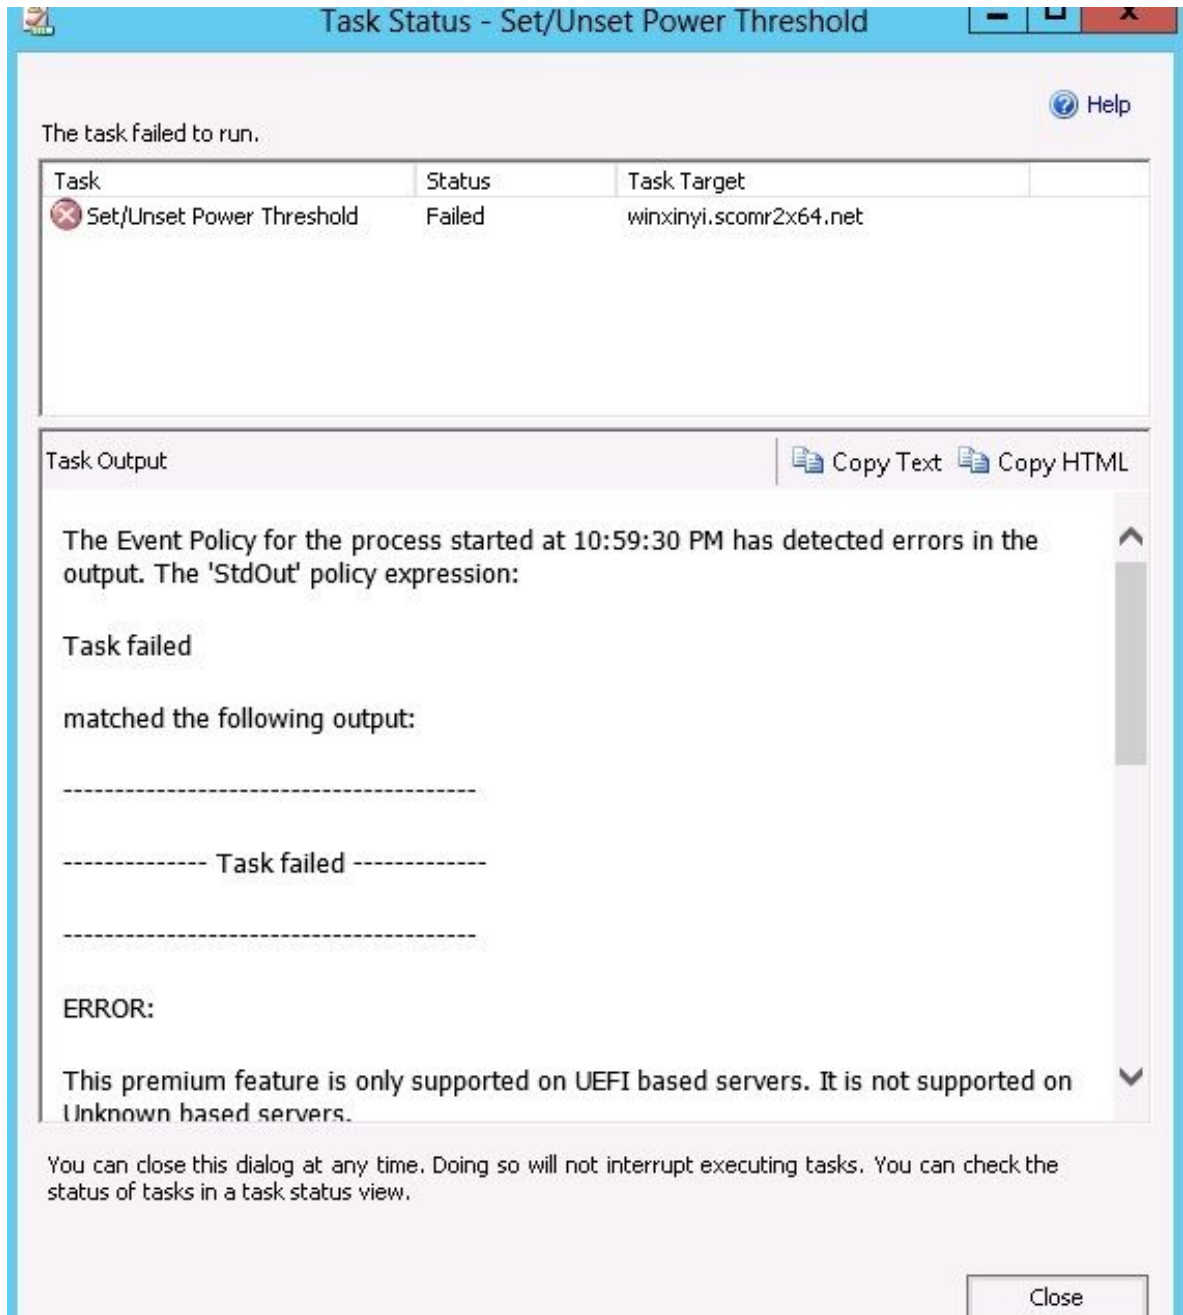 Task Status - Set/Unset Power Threshold
Help
The task failed to run.
Task Status Task Target
Set/Unset Power Threshold Failed winxinyi.scomr2x64.net
Task Output Copy Text Copy HTML
The Event Policy for the process started at 10:59:30 PM has detected errors in the
output. The 'StdOut' policy expression:
Task failed
matched the following output:
----------------------------------------
-------------- Task failed -------------
----------------------------------------
ERROR:
This premium feature is only supported on UEFI based servers. It is not supported on
Unknown based servers.
You can close this dialog at any time. Doing so will not interrupt executing tasks. You can check the
status of tasks in a task status view.
Close